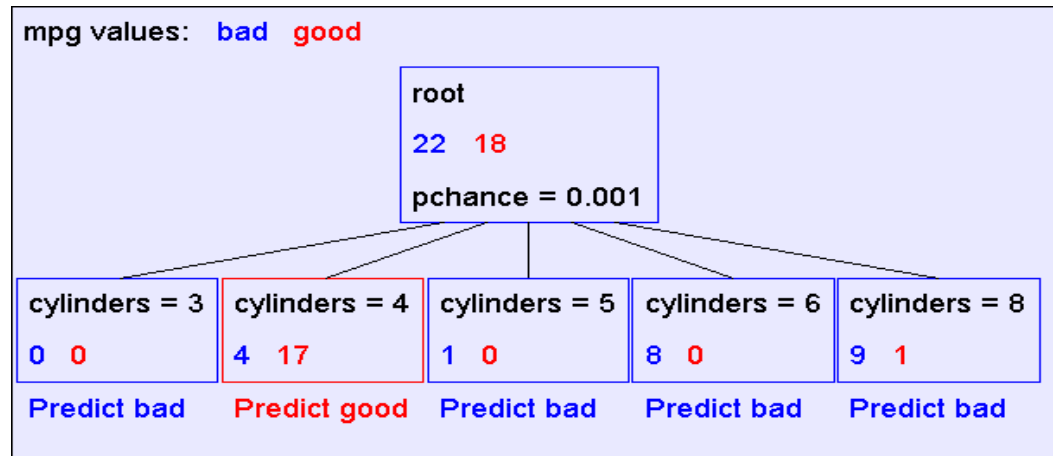 mpg values: bad good
root
22 18
pchance = 0.001
cylinders = 3 cylinders = 4 cylinders = 5 cylinders = 6 cylinders = 8
0 0 4 17 1 0 8 0 9 1
Predict bad Predict good Predict bad Predict bad Predict bad